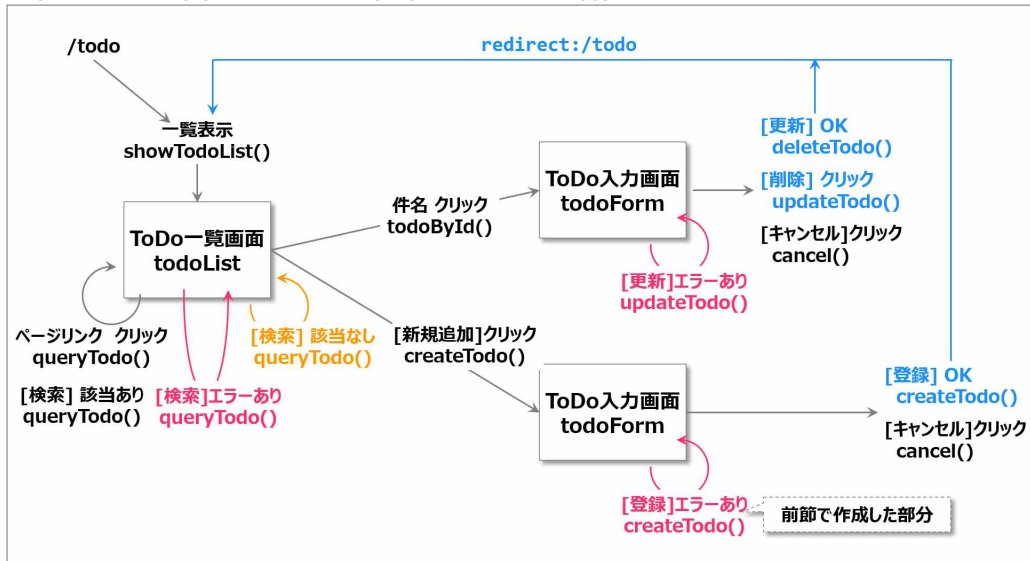 /todo
redirect:/todo
一覧表示
showTodoList()
ToDo一覧画面
todoList
件名 クリック
todoById()
ToDo入力画面
todoForm
[更新] OK
deleteTodo()
[削除] クリック
updateTodo()
[キャンセル]クリック
cancel()
[更新]エラーあり
updateTodo()
ページリンク クリック
queryTodo()
[検索] 該当あり
queryTodo()
[検索]エラーあり
queryTodo()
[検索] 該当なし
queryTodo()
[新規追加]クリック
createTodo()
ToDo入力画面
todoForm
[登録] OK
createTodo()
[キャンセル]クリック
cancel()
[登録]エラーあり
createTodo()
前節で作成した部分